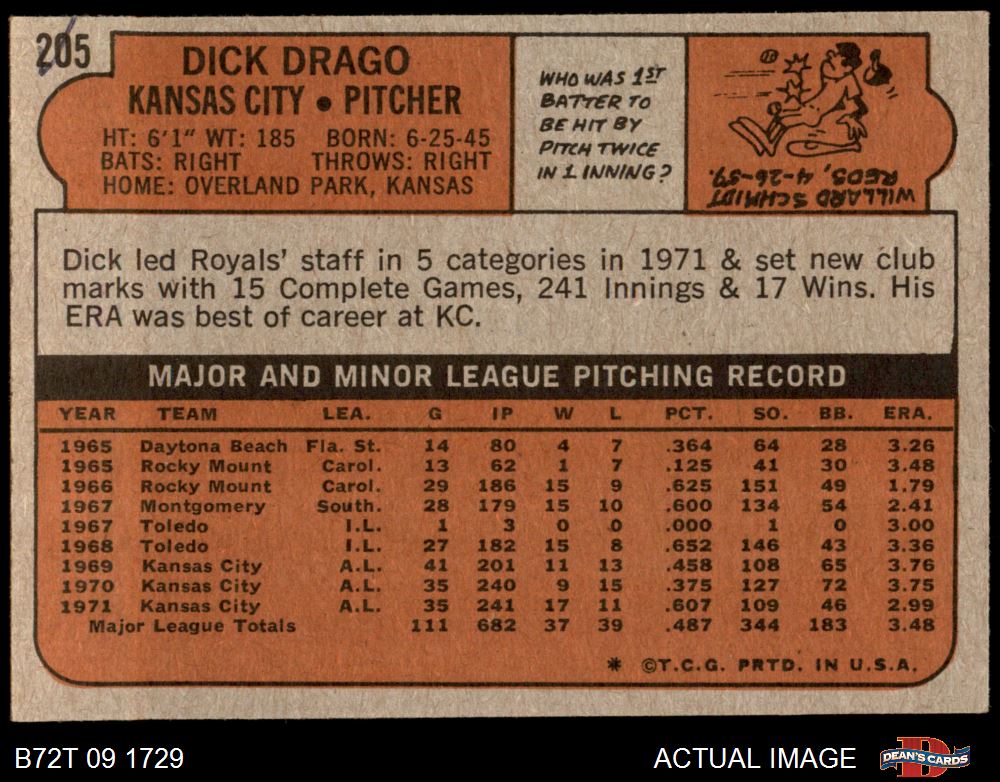 205
DICK DRAGO
KANSAS CITY • PITCHER
HT: 6'1" WT: 185 BORN: 6-25-45
BATS: RIGHT THROWS: RIGHT
HOME: OVERLAND PARK, KANSAS
WHO WAS 1ST
BATTER TO
BE HIT BY
PITCH TWICE
IN 1 INNING?
WILLARD SCHMIDT
REDS, 4-26-59.
Dick led Royals' staff in 5 categories in 1971 & set new club
marks with 15 Complete Games, 241 Innings & 17 Wins. His
ERA was best of career at KC.
MAJOR AND MINOR LEAGUE PITCHING RECORD
YEAR TEAM LEA. G IP W L PCT. SO. BB. ERA.
1965 Daytona Beach Fla. St. 14 80 4 7 .364 64 28 3.26
1965 Rocky Mount Carol. 13 62 1 7 .125 41 30 3.48
1966 Rocky Mount Carol. 29 186 15 9 .625 151 49 1.79
1967 Montgomery South. 28 179 15 10 .600 134 54 2.41
1967 Toledo I.L. 1 3 0 0 .000 1 0 3.00
1968 Toledo I.L. 27 182 15 8 .652 146 43 3.36
1969 Kansas City A.L. 41 201 11 13 .458 108 65 3.76
1970 Kansas City A.L. 35 240 9 15 .375 127 72 3.75
1971 Kansas City A.L. 35 241 17 11 .607 109 46 2.99
Major League Totals 111 682 37 39 .487 344 183 3.48
* ©T.C.G. PRTD. IN U.S.A.
B72T 09 1729 ACTUAL IMAGE DEAN'S CARDS